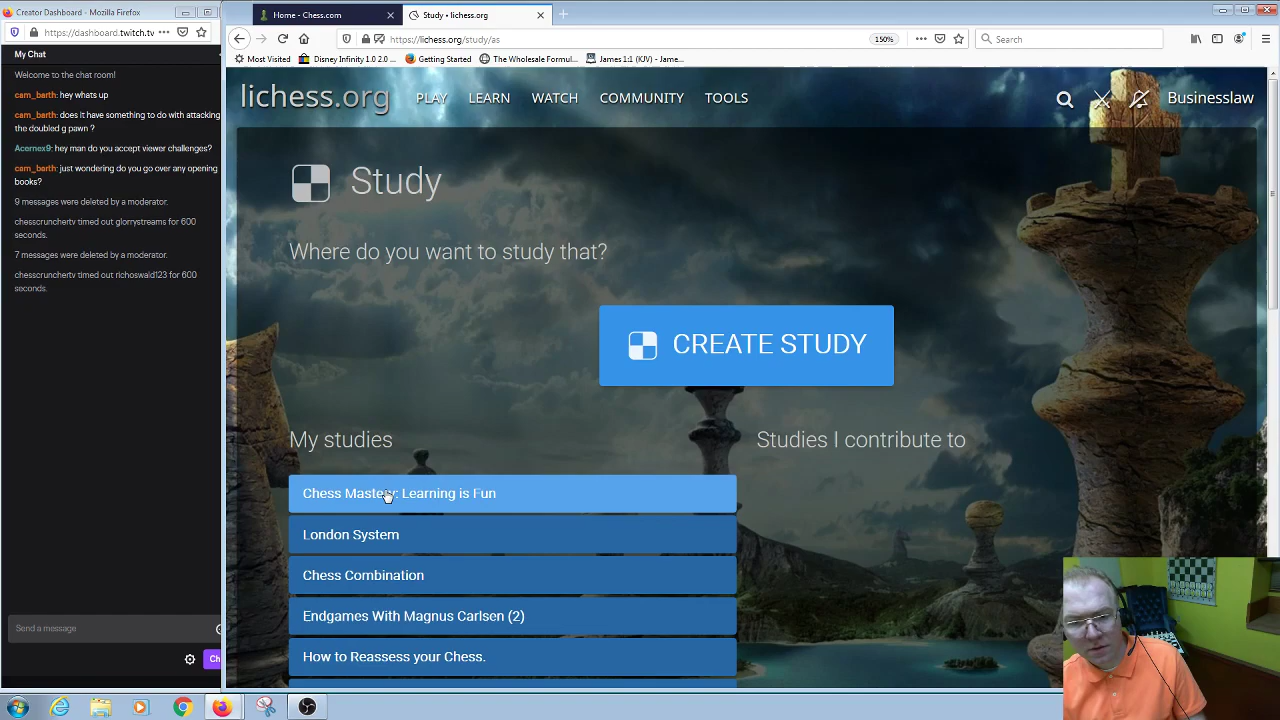 Creator Dashboard - Mozilla Firefox
https://dashboard.twitch.tv
My Chat
Welcome to the chat room!
cam_barth: hey whats up
cam_barth: does it have something to do with attacking
the doubled g pawn ?
Acernex9: hey man do you accept viewer challenges?
cam_barth: just wondering do you go over any opening
books?
9 messages were deleted by a moderator.
chesscrunchertv timed out glorrystreams for 600
seconds.
7 messages were deleted by a moderator.
chesscrunchertv timed out richoswald123 for 600
seconds.
Send a message
Ch
Home - Chess.com
Study • lichess.org
https://lichess.org/study/as
150%
Search
Most Visited
Disney Infinity 1.0 2.0 ...
Getting Started
The Wholesale Formul...
James 1:1 (KJV) - Jame...
lichess.org
PLAY
LEARN
WATCH
COMMUNITY
TOOLS
Businesslaw
Study
Where do you want to study that?
CREATE STUDY
My studies
Studies I contribute to
Chess Mastery: Learning is Fun
London System
Chess Combination
Endgames With Magnus Carlsen (2)
How to Reassess your Chess.